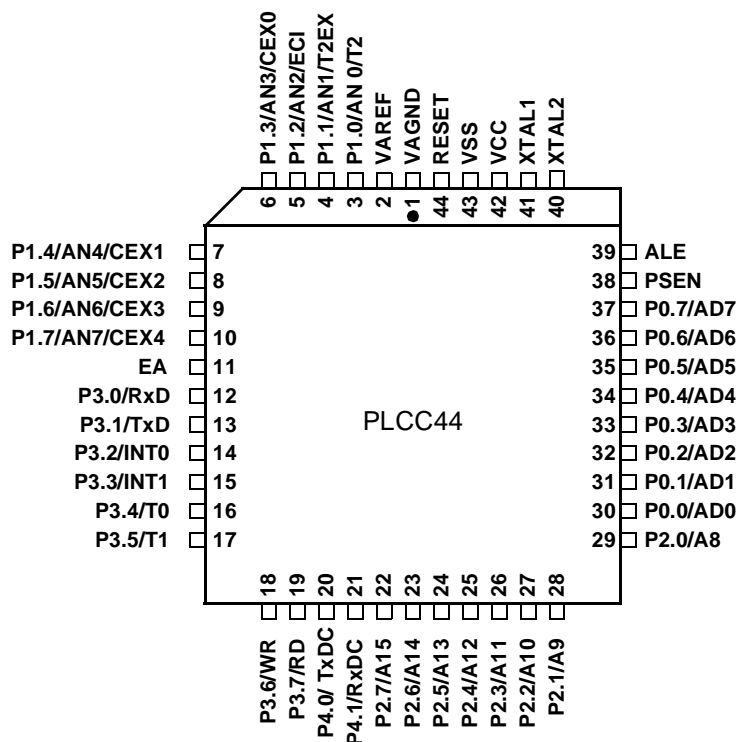 P1.3/AN3/CEX0
P1.2/AN2/ECI
P1.1/AN1/T2EX
P1.0/AN 0/T2
VAREF
VAGND
RESET
VSS
VCC
XTAL1
XTAL2
6 5 4 3 2 1 44 43 42 41 40
P1.4/AN4/CEX1 7
P1.5/AN5/CEX2 8
P1.6/AN6/CEX3 9
P1.7/AN7/CEX4 10
EA 11
P3.0/RxD 12
P3.1/TxD 13
P3.2/INT0 14
P3.3/INT1 15
P3.4/T0 16
P3.5/T1 17
PLCC44
39 ALE
38 PSEN
37 P0.7/AD7
36 P0.6/AD6
35 P0.5/AD5
34 P0.4/AD4
33 P0.3/AD3
32 P0.2/AD2
31 P0.1/AD1
30 P0.0/AD0
29 P2.0/A8
18 19 20 21 22 23 24 25 26 27 28
P3.6/WR
P3.7/RD
P4.0/ TxDC
P4.1/RxDC
P2.7/A15
P2.6/A14
P2.5/A13
P2.4/A12
P2.3/A11
P2.2/A10
P2.1/A9